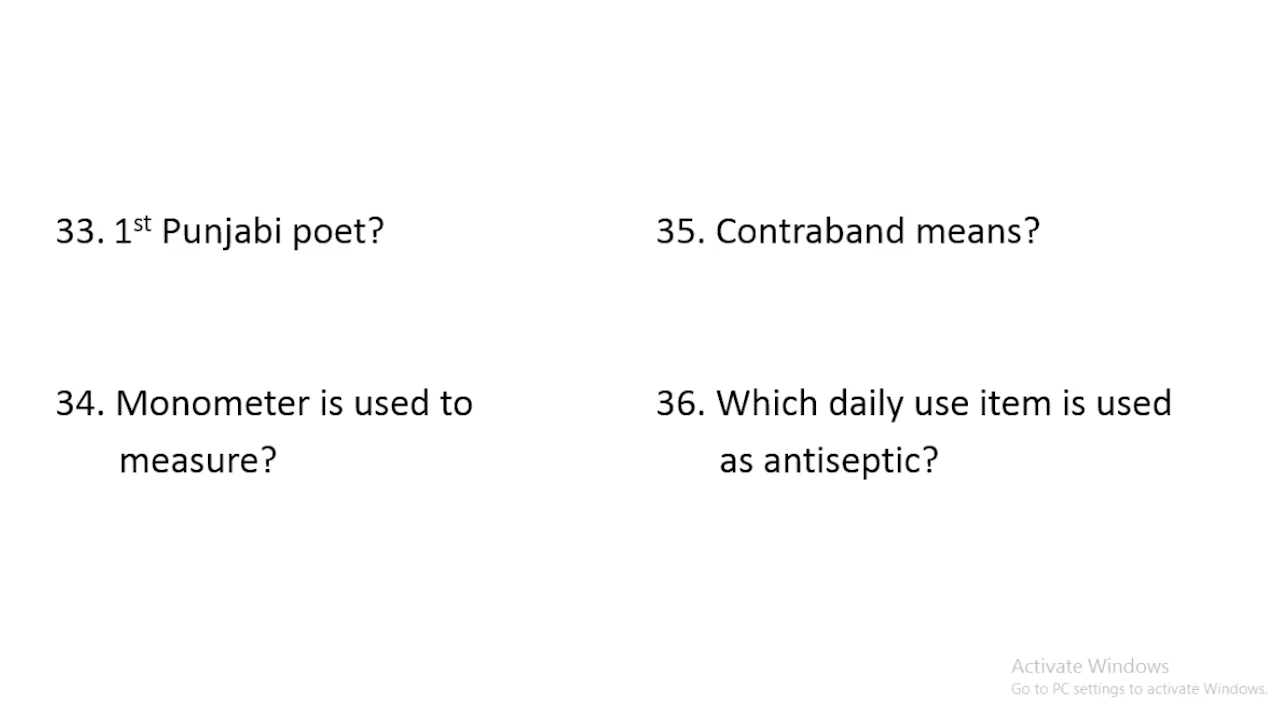 33. 1st Punjabi poet?
34. Monometer is used to
measure?
35. Contraband means?
36. Which daily use item is used
as antiseptic?
Activate Windows
Go to PC settings to activate Windows.